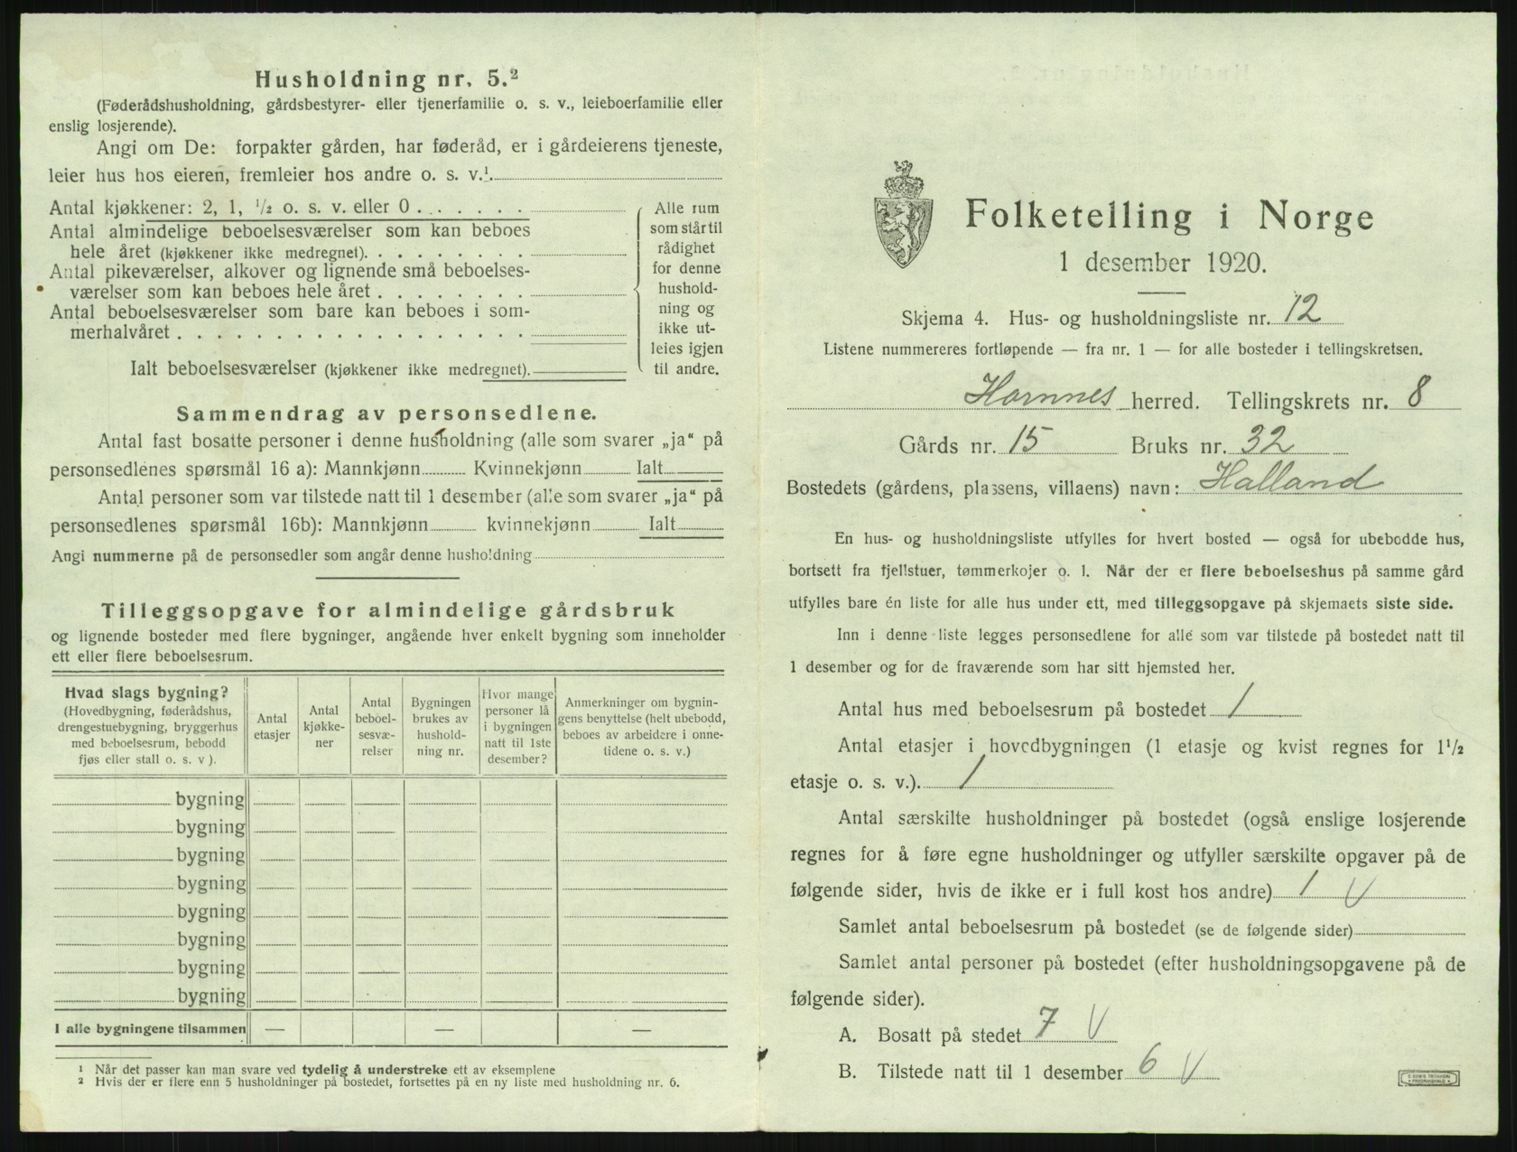 Husholdning nr. 5.²
(Føderådshusholdning, gårdsbestyrer- eller tjenerfamilie o. s. v., leieboerfamilie eller
enslig losjerende).
Angi om De: forpakter gården, har føderåd, er i gårdeierens tjeneste,
leier hus hos eieren, fremleier hos andre o. s. v.¹.
Antal kjøkkener: 2, 1, ½ o. s. v. eller 0 . . . . . .
Antal almindelige beboelsesværelser som kan beboes
hele året (kjøkkener ikke medregnet). . . . . . . .
Antal pikeværelser, alkover og lignende små beboelses-
værelser som kan beboes hele året . . . . . . . .
Antal beboelsesværelser som bare kan beboes i som-
merhalvåret . . . . . . . . . . . . . . . . .
Ialt beboelsesværelser (kjøkkener ikke medregnet).
Alle rum
som står til
rådighet
for denne
hushold-
ning og
ikke ut-
leies igjen
til andre.
Sammendrag av personsedlene.
Antal fast bosatte personer i denne husholdning (alle som svarer „ja“ på
personsedlenes spørsmål 16 a): Mannkjønn Kvinnekjønn Ialt
Antal personer som var tilstede natt til 1 desember (alle som svarer „ja“ på
personsedlenes spørsmål 16b): Mannkjønn kvinnekjønn Ialt
Angi nummerne på de personsedler som angår denne husholdning
Tilleggsopgave for almindelige gårdsbruk
og lignende bosteder med flere bygninger, angående hver enkelt bygning som inneholder
ett eller flere beboelsesrum.
Hvad slags bygning?
(Hovedbygning, føderådshus,
drengestuebygning, bryggerhus
med beboelsesrum, bebodd
fjøs eller stall o. s. v ).
Antal
etasjer
Antal
kjøkke-
ner
Antal
beboel-
sesvæ-
relser
Bygningen
brukes av
hushold-
ning nr.
Hvor mange
personer lå
i bygningen
natt til 1ste
desember?
Anmerkninger om bygnin-
gens benyttelse (helt ubebodd,
beboes av arbeidere i onne-
tidene o. s. v.)
bygning
bygning
bygning
bygning
bygning
bygning
bygning
bygning
I alle bygningene tilsammen — — —
¹ Når det passer kan man svare ved tydelig å understreke ett av eksemplene
² Hvis der er flere enn 5 husholdninger på bostedet, fortsettes på en ny liste med husholdning nr. 6.
Folketelling i Norge
1 desember 1920.
Skjema 4. Hus- og husholdningsliste nr. 12
Listene nummereres fortløpende — fra nr. 1 — for alle bosteder i tellingskretsen.
Hornnes herred. Tellingskrets nr. 8
Gårds nr. 15 Bruks nr. 32
Bostedets (gårdens, plassens, villaens) navn: Halland
En hus- og husholdningsliste utfylles for hvert bosted — også for ubebodde hus,
bortsett fra fjellstuer, tømmerkojer o. l. Når der er flere beboelseshus på samme gård
utfylles bare én liste for alle hus under ett, med tilleggsopgave på skjemaets siste side.
Inn i denne liste legges personsedlene for alle som var tilstede på bostedet natt til
1 desember og for de fraværende som har sitt hjemsted her.
Antal hus med beboelsesrum på bostedet 1
Antal etasjer i hovedbygningen (1 etasje og kvist regnes for 1½
etasje o. s. v.). 1
Antal særskilte husholdninger på bostedet (også enslige losjerende
regnes for å føre egne husholdninger og utfyller særskilte opgaver på de
følgende sider, hvis de ikke er i full kost hos andre) 1 V
Samlet antal beboelsesrum på bostedet (se de følgende sider)
Samlet antal personer på bostedet (efter husholdningsopgavene på de
følgende sider).
A. Bosatt på stedet 7 V
B. Tilstede natt til 1 desember 6 V